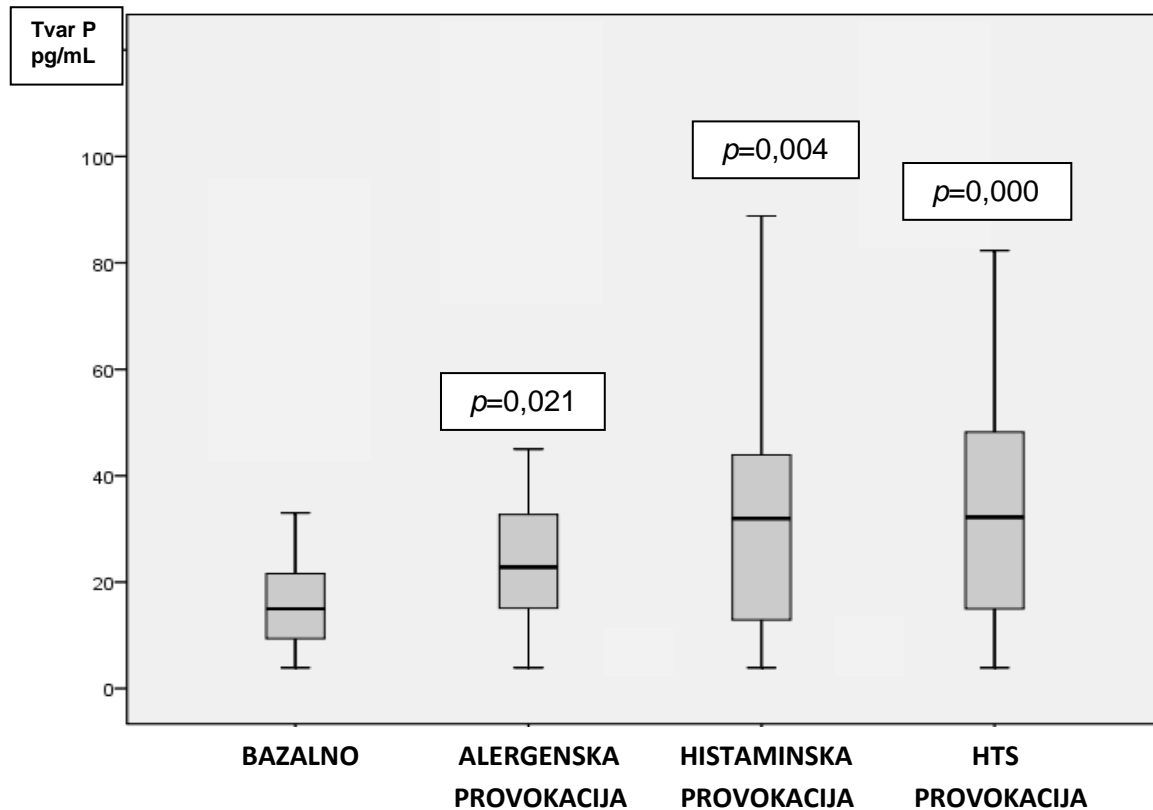 Tvar P
pg/mL
100
80
60
40
20
0
p=0,021
p=0,004
p=0,000
BAZALNO
ALERGENSKA
PROVOKACIJA
HISTAMINSKA
PROVOKACIJA
HTS
PROVOKACIJA